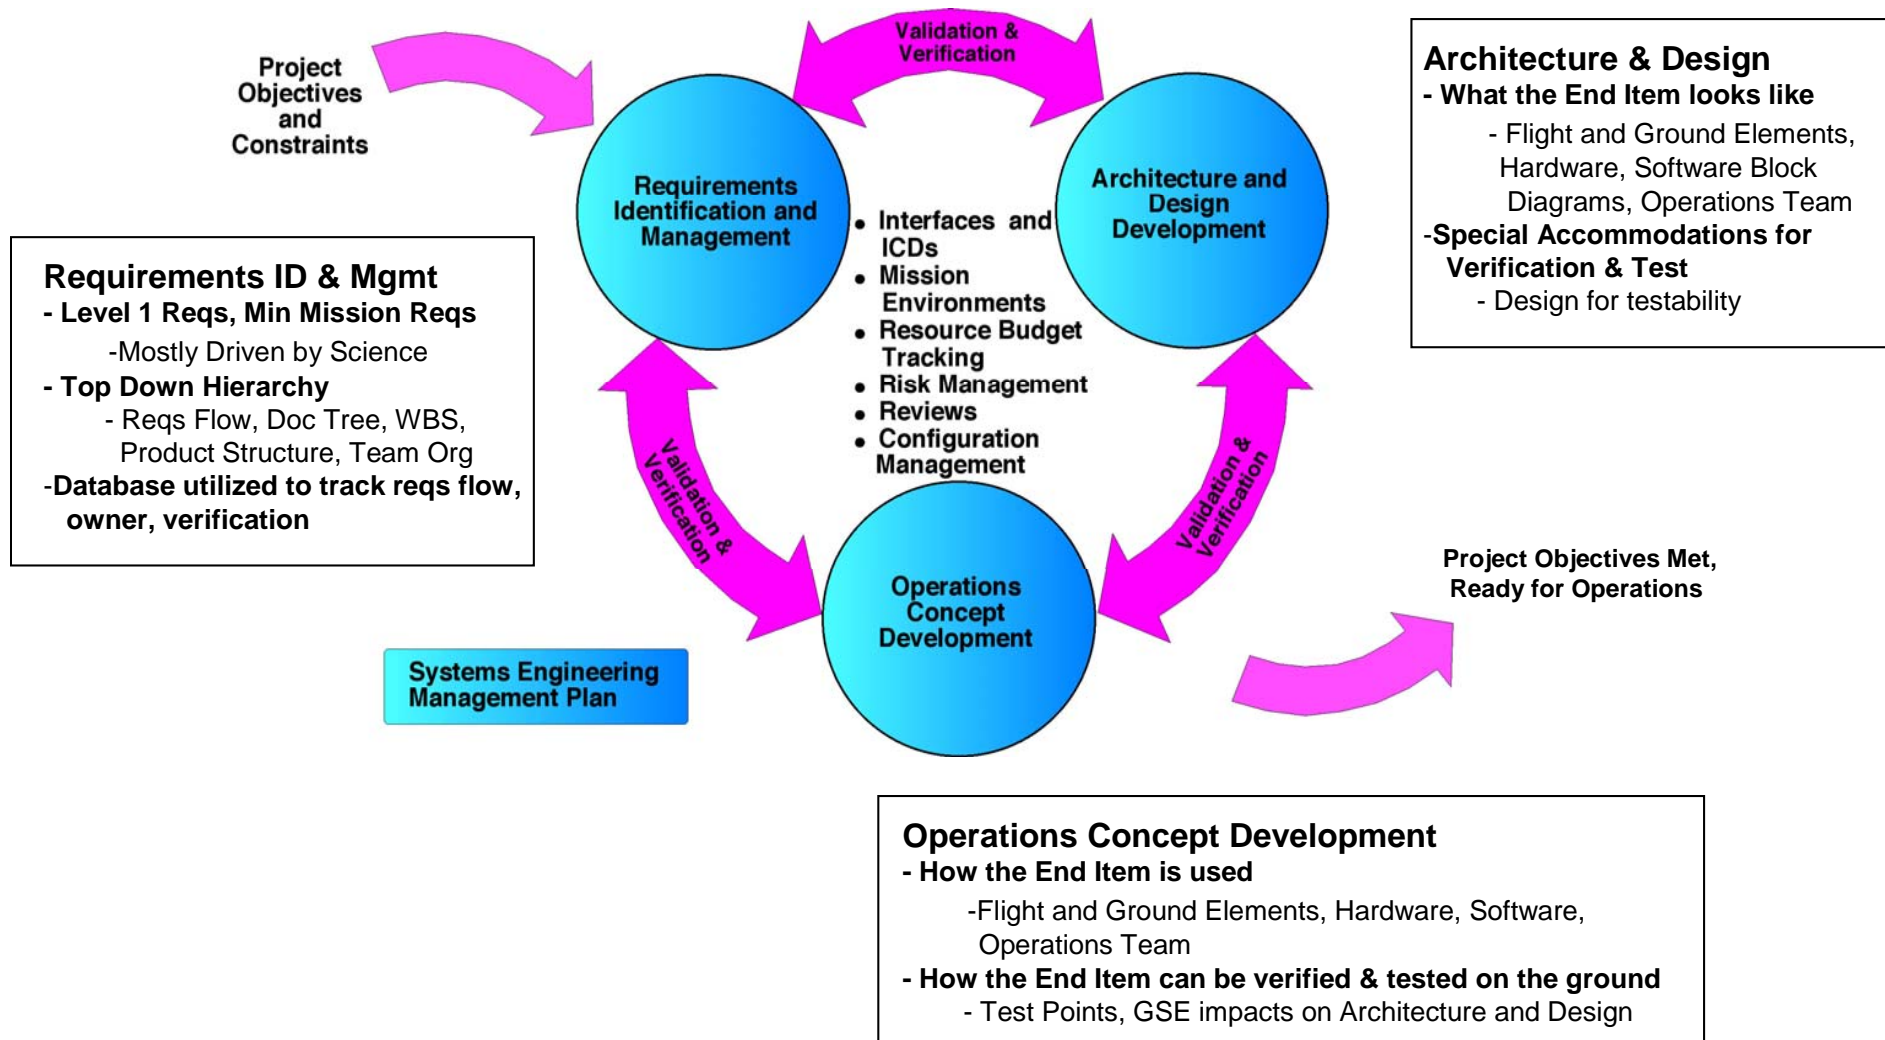 Project
Objectives
and
Constraints
Validation &
Verification
Requirements
Identification and
Management
Architecture and
Design
Development
Architecture & Design
- What the End Item looks like
- Flight and Ground Elements,
Hardware, Software Block
Diagrams, Operations Team
-Special Accommodations for
Verification & Test
- Design for testability
Requirements ID & Mgmt
- Level 1 Reqs, Min Mission Reqs
-Mostly Driven by Science
- Top Down Hierarchy
- Reqs Flow, Doc Tree, WBS,
Product Structure, Team Org
-Database utilized to track reqs flow,
owner, verification
• Interfaces and
ICDs
• Mission
Environments
• Resource Budget
Tracking
• Risk Management
• Reviews
• Configuration
Management
Validation &
Verification
Validation &
Verification
Operations
Concept
Development
Project Objectives Met,
Ready for Operations
Systems Engineering
Management Plan
Operations Concept Development
- How the End Item is used
-Flight and Ground Elements, Hardware, Software,
Operations Team
- How the End Item can be verified & tested on the ground
- Test Points, GSE impacts on Architecture and Design